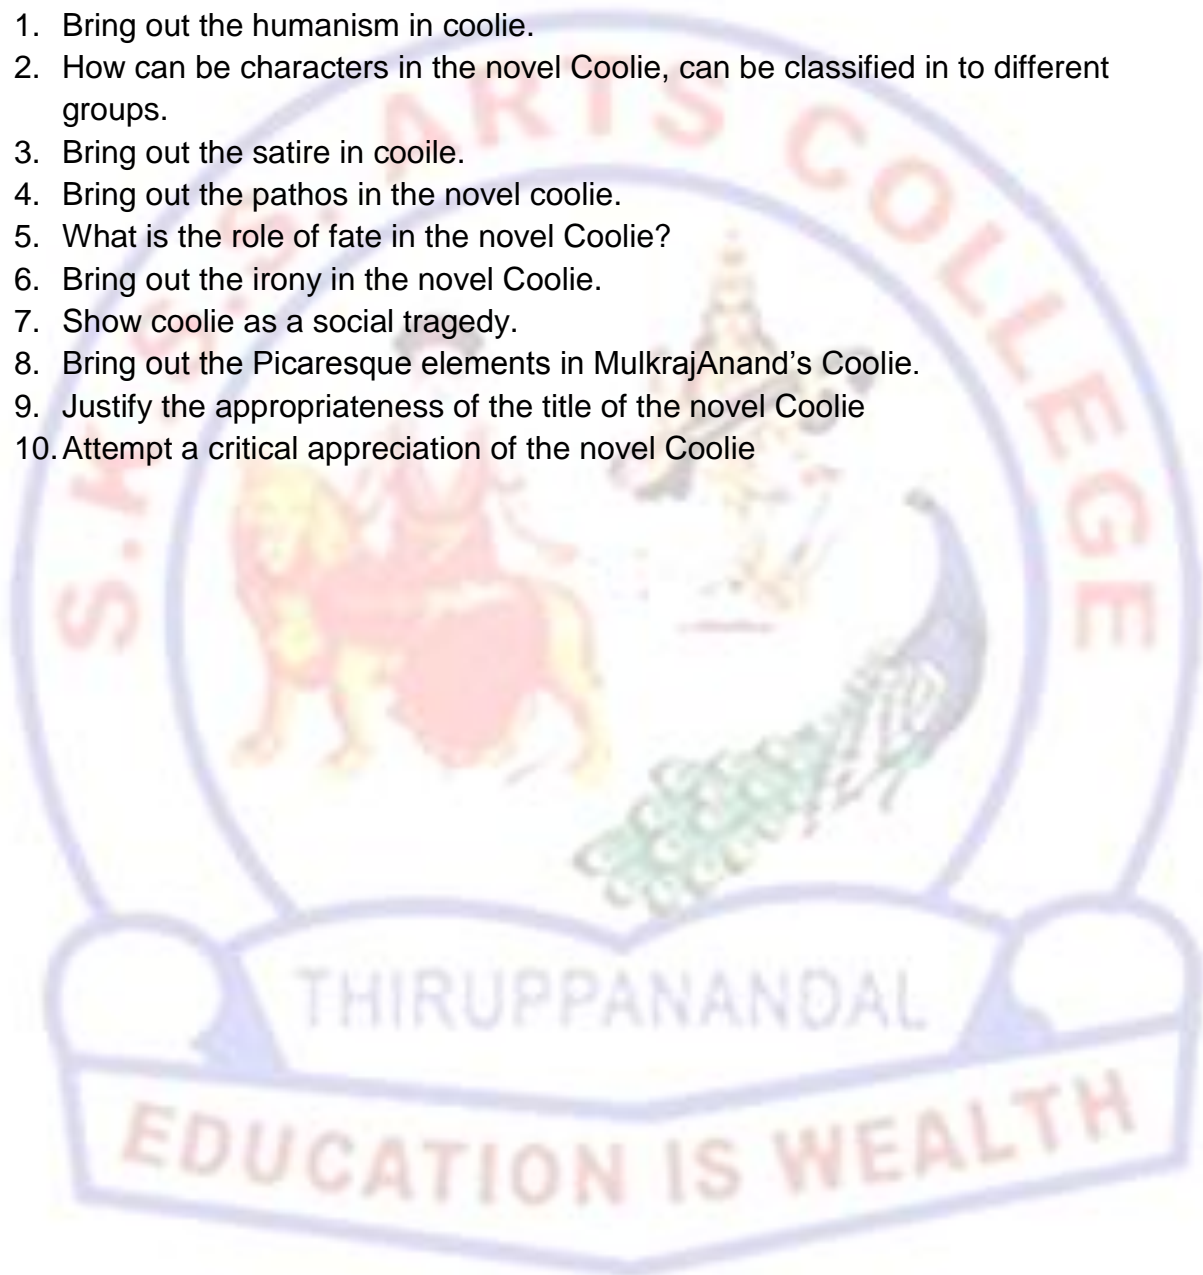 1. Bring out the humanism in coolie.
2. How can be characters in the novel Coolie, can be classified in to different
groups.
3. Bring out the satire in cooile.
4. Bring out the pathos in the novel coolie.
5. What is the role of fate in the novel Coolie?
6. Bring out the irony in the novel Coolie.
7. Show coolie as a social tragedy.
8. Bring out the Picaresque elements in MulkrajAnand's Coolie.
9. Justify the appropriateness of the title of the novel Coolie
10. Attempt a critical appreciation of the novel Coolie
S.K.S.S. ARTS COLLEGE
THIRUPPANANDAL
EDUCATION IS WEALTH